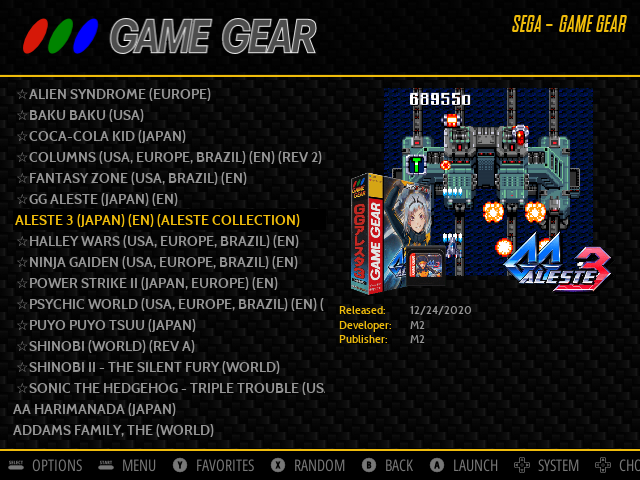 GAME GEAR
SEGA - GAME GEAR
☆ALIEN SYNDROME (EUROPE)
☆BAKU BAKU (USA)
☆COCA-COLA KID (JAPAN)
☆COLUMNS (USA, EUROPE, BRAZIL) (EN) (REV 2)
☆FANTASY ZONE (USA, BRAZIL) (EN)
☆GG ALESTE (JAPAN) (EN)
ALESTE 3 (JAPAN) (EN) (ALESTE COLLECTION)
☆HALLEY WARS (USA, EUROPE, BRAZIL) (EN)
☆NINJA GAIDEN (USA, EUROPE, BRAZIL) (EN)
☆POWER STRIKE II (JAPAN, EUROPE) (EN)
☆PSYCHIC WORLD (USA, EUROPE, BRAZIL) (EN) (
☆PUYO PUYO TSUU (JAPAN)
☆SHINOBI (WORLD) (REV A)
☆SHINOBI II - THE SILENT FURY (WORLD)
☆SONIC THE HEDGEHOG - TRIPLE TROUBLE (US
AA HARIMANADA (JAPAN)
ADDAMS FAMILY, THE (WORLD)
689550
GAME GEAR
GGアレスタ3
ALESTE 3
Released: 12/24/2020
Developer: M2
Publisher: M2
SELECT OPTIONS START MENU Y FAVORITES X RANDOM B BACK A LAUNCH SYSTEM CHO